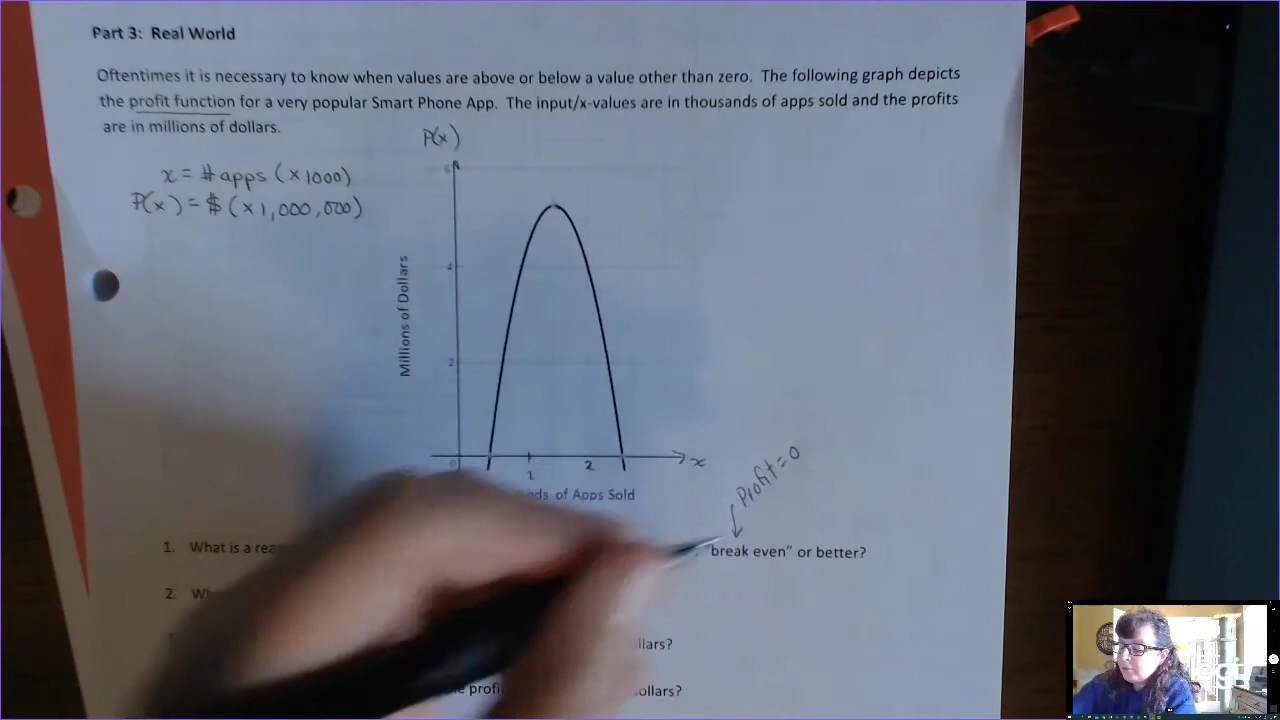 Part 3: Real World
Oftentimes it is necessary to know when values are above or below a value other than zero. The following graph depicts
the profit function for a very popular Smart Phone App. The input/x-values are in thousands of apps sold and the profits
are in millions of dollars.
P(x)
x = # apps (x 1000)
P(x) = $ (x 1,000,000)
6
4
Millions of Dollars
2
0
1
2
x
of Apps Sold
Profit = 0
1. What is a
"break even" or better?
2.